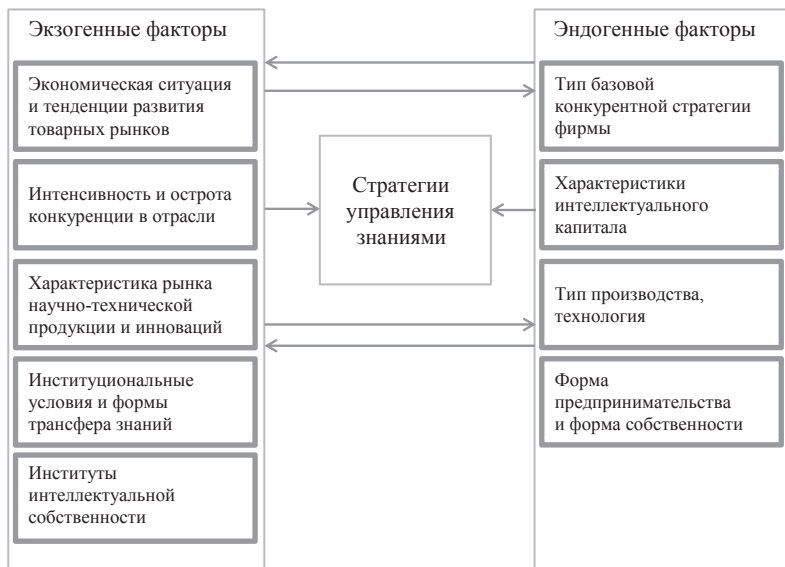 Экзогенные факторы
Экономическая ситуация
и тенденции развития
товарных рынков
Интенсивность и острота
конкуренции в отрасли
Характеристика рынка
научно-технической
продукции и инноваций
Институциональные
условия и формы
трансфера знаний
Институты
интеллектуальной
собственности
Стратегии
управления
знаниями
Эндогенные факторы
Тип базовой
конкурентной стратегии
фирмы
Характеристики
интеллектуального
капитала
Тип производства,
технология
Форма
предпринимательства
и форма собственности